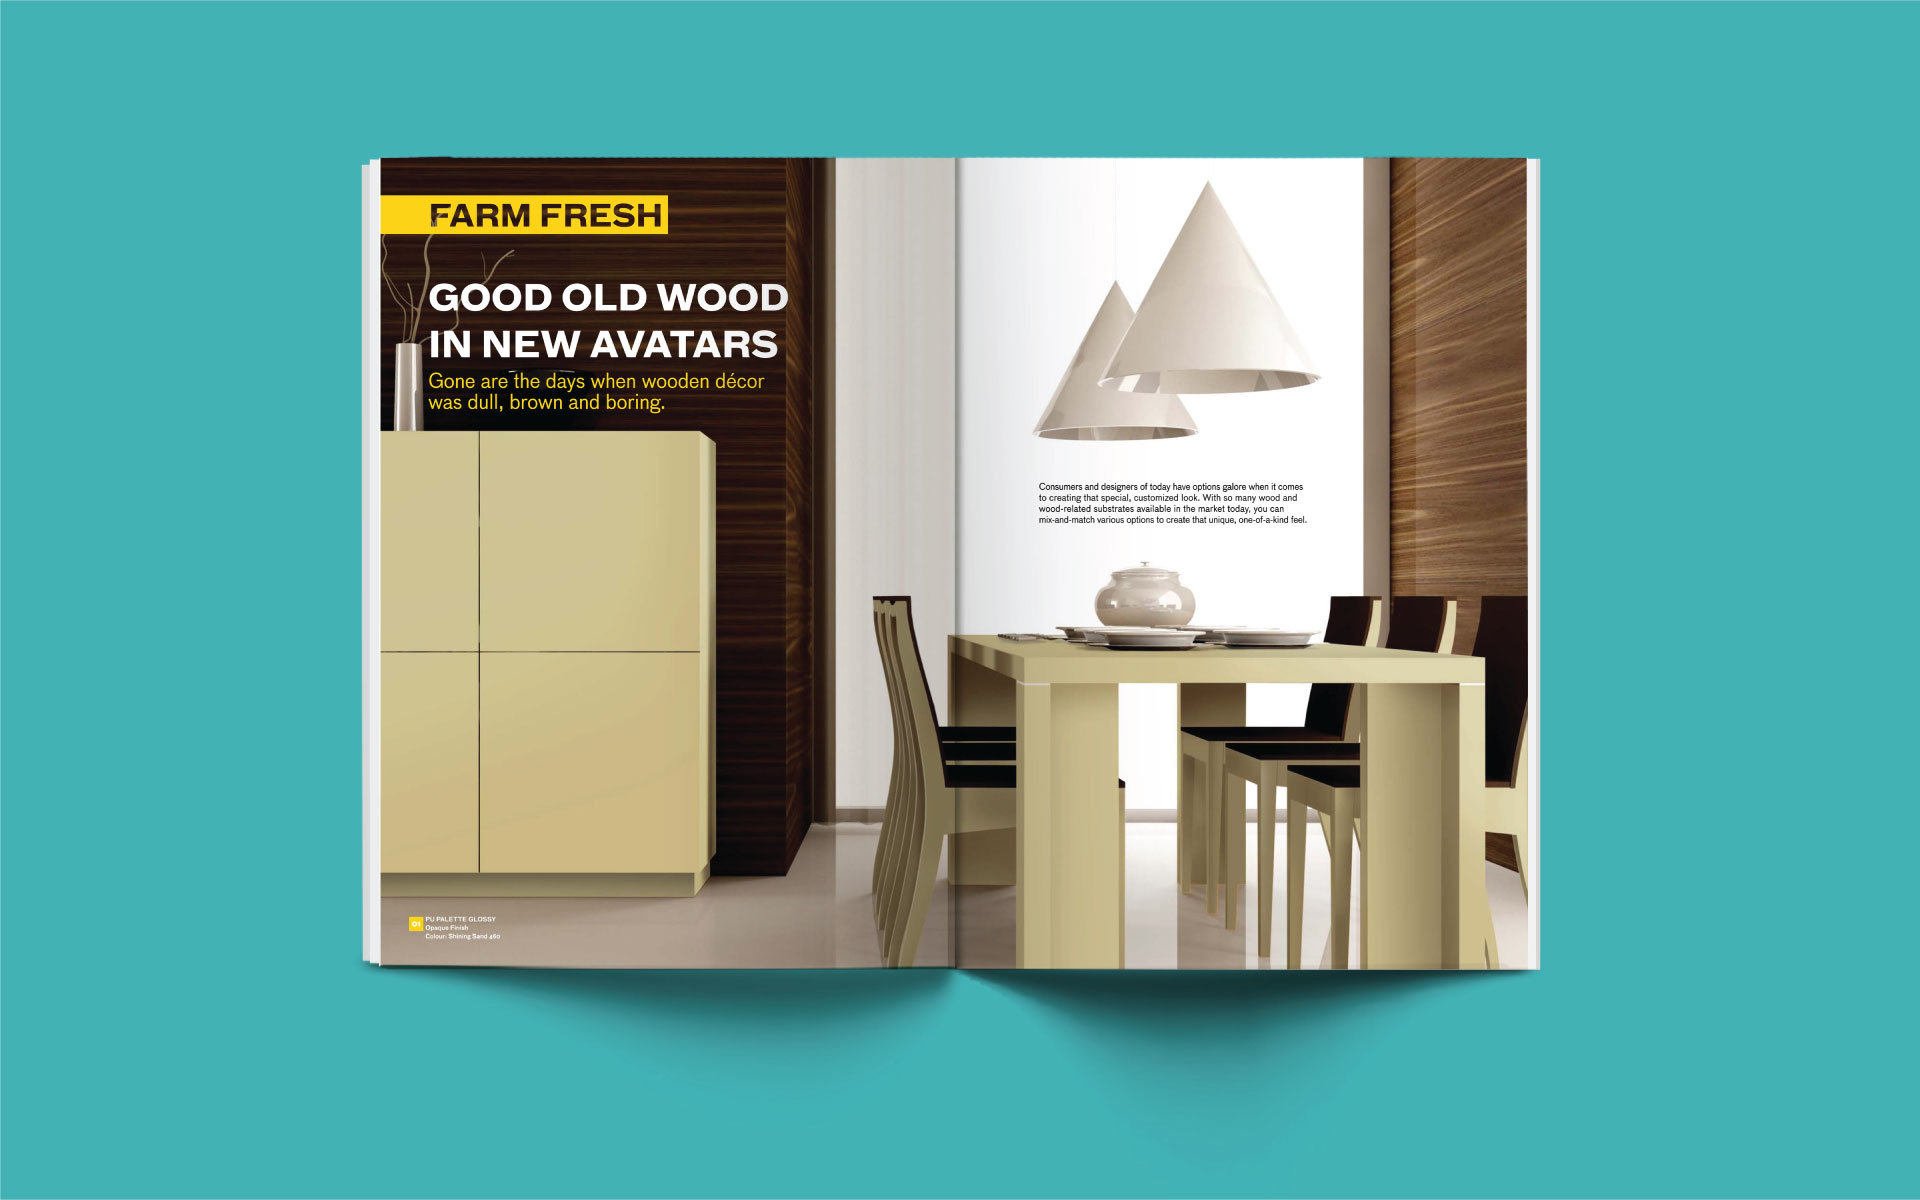 FARM FRESH
GOOD OLD WOOD
IN NEW AVATARS
Gone are the days when wooden décor
was dull, brown and boring.
Consumers and designers of today have options galore when it comes
to creating that special, customized look. With so many wood and
wood-related substrates available in the market today, you can
mix-and-match various options to create that unique, one-of-a-kind feel.
01
PU PALETTE GLOSSY
Opaque Finish
Colour: Shining Sand 460